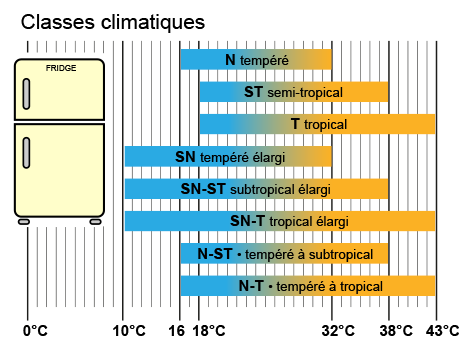 Classes climatiques
FRIDGE
N tempéré
ST semi-tropical
T tropical
SN tempéré élargi
SN-ST subtropical élargi
SN-T tropical élargi
N-ST • tempéré à subtropical
N-T • tempéré à tropical
0°C 10°C 16 18°C 32°C 38°C 43°C